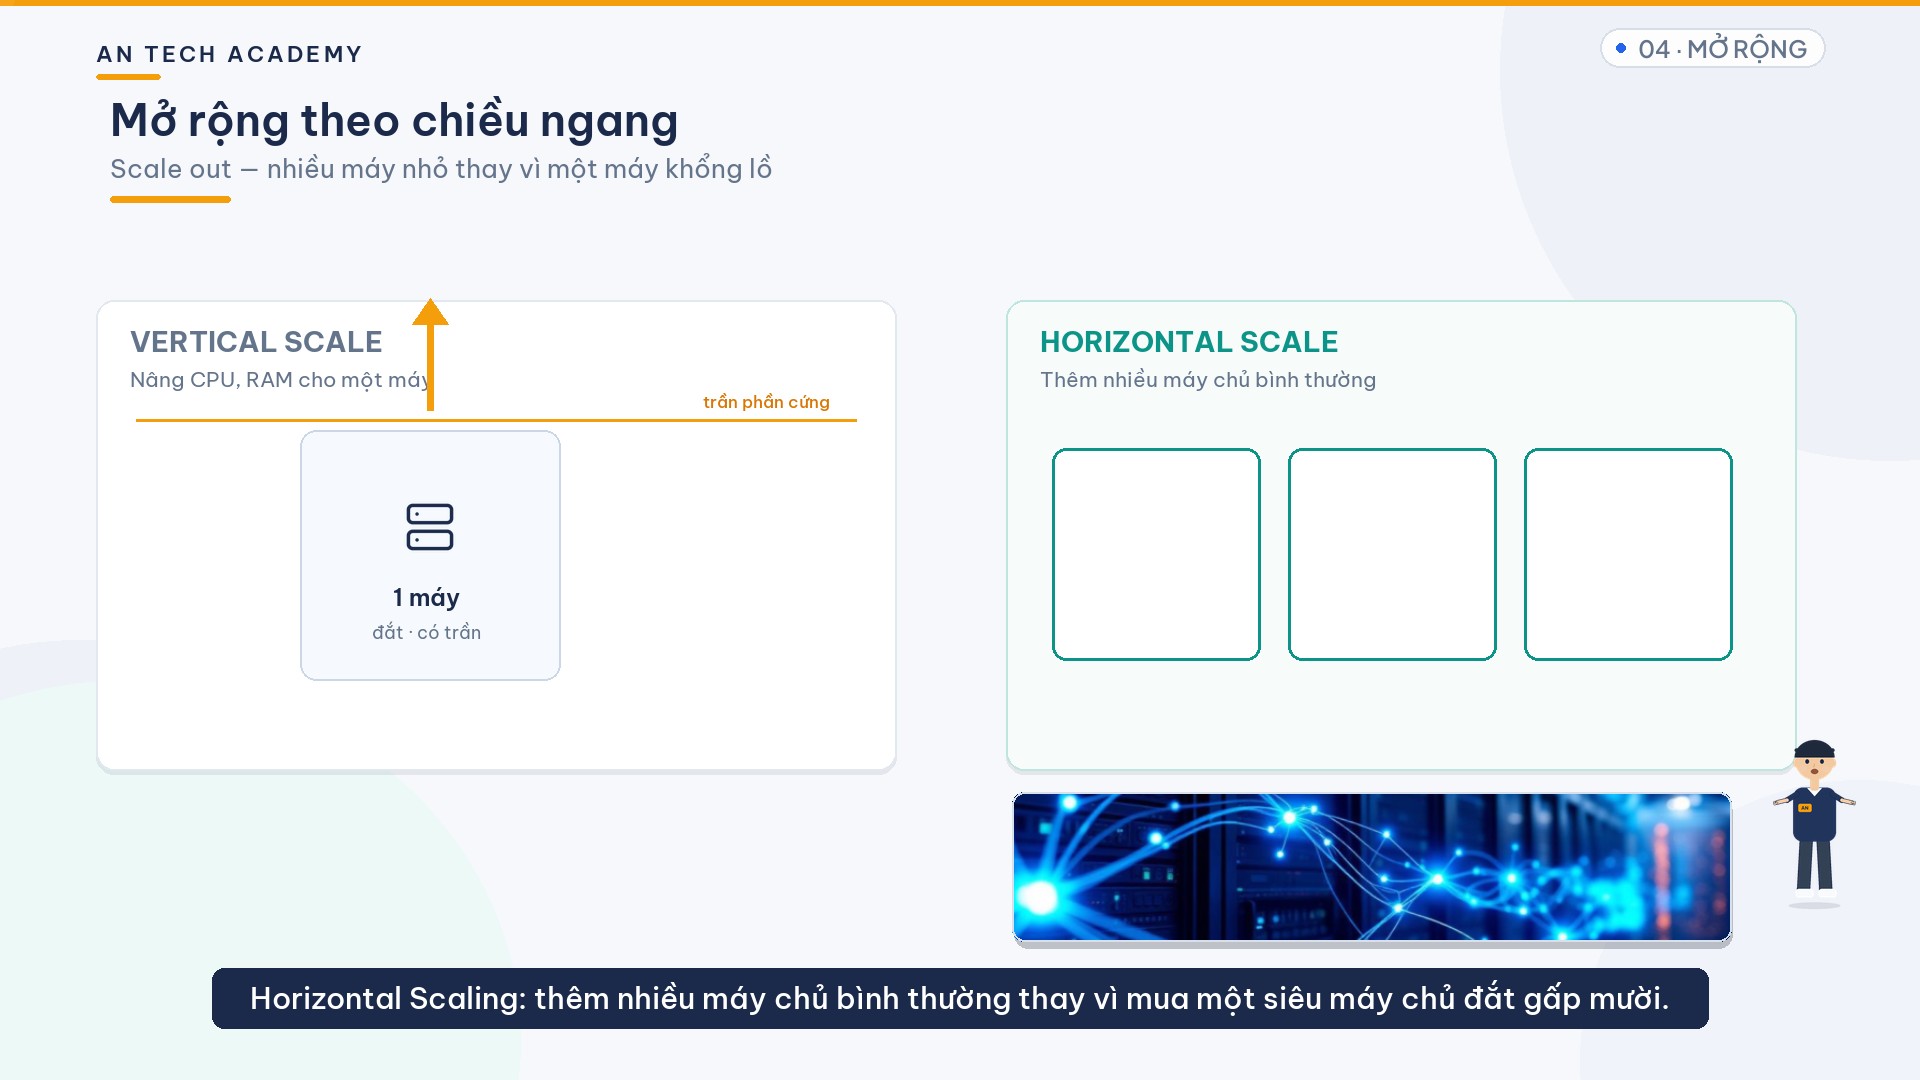 AN TECH ACADEMY
04 · MỞ RỘNG
Mở rộng theo chiều ngang
Scale out — nhiều máy nhỏ thay vì một máy khổng lồ
VERTICAL SCALE
Nâng CPU, RAM cho một máy
trần phần cứng
1 máy
đắt · có trần
HORIZONTAL SCALE
Thêm nhiều máy chủ bình thường
AN
Horizontal Scaling: thêm nhiều máy chủ bình thường thay vì mua một siêu máy chủ đắt gấp mười.